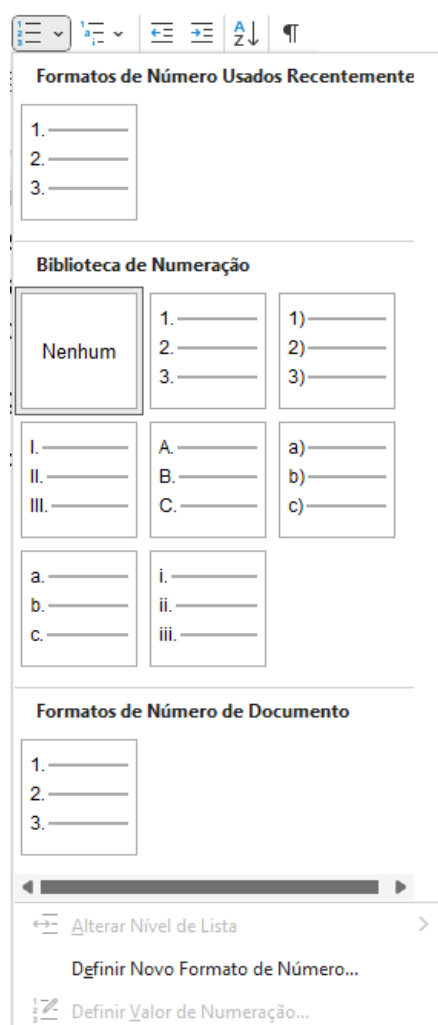 Formatos de Número Usados Recentemente
1.
2.
3.
Biblioteca de Numeração
Nenhum
1.
2.
3.
1)
2)
3)
I.
II.
III.
A.
B.
C.
a)
b)
c)
a.
b.
c.
i.
ii.
iii.
Formatos de Número de Documento
1.
2.
3.
Alterar Nível de Lista
Definir Novo Formato de Número...
Definir Valor de Numeração...